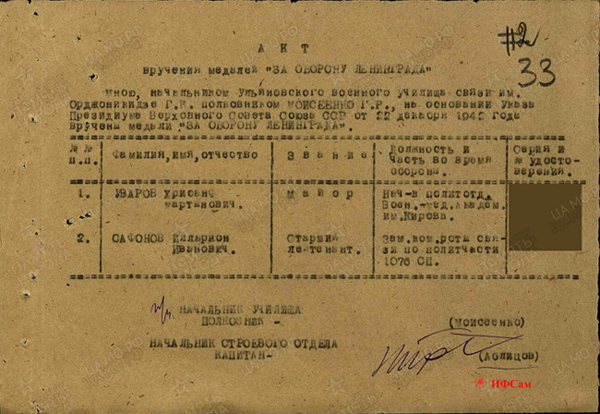 #2
33
АКТ
вручения медалей "ЗА ОБОРОНУ ЛЕНИНГРАДА"
мною, начальником Ульяновского военного училища связи им.
Орджоникидзе Г.К. полковником МОИСЕЕНКО Г.Р., на основании Указа
Президиума Верховного Совета Союза ССР от 22 декабря 1942 года
вручены медали "ЗА ОБОРОНУ ЛЕНИНГРАДА".
№ № п.п. Фамилия, имя, отчество Звание Должность и часть во время обороны. Серия и № удостоверения.
1. УВАРОВ Хрисанф Мартянович. майор Нач-к политотд. Воен.-мед. академ. им. Кирова.
2. САФОНОВ Илларион Иванович. Старший лейтенант. Зам. ком. роты связи по политчасти 1076 СП.
НАЧАЛЬНИК УЧИЛИЩА
ПОЛКОВНИК - (МОИСЕЕНКО)
НАЧАЛЬНИК СТРОЕВОГО ОТДЕЛА
КАПИТАН-
ИФСам